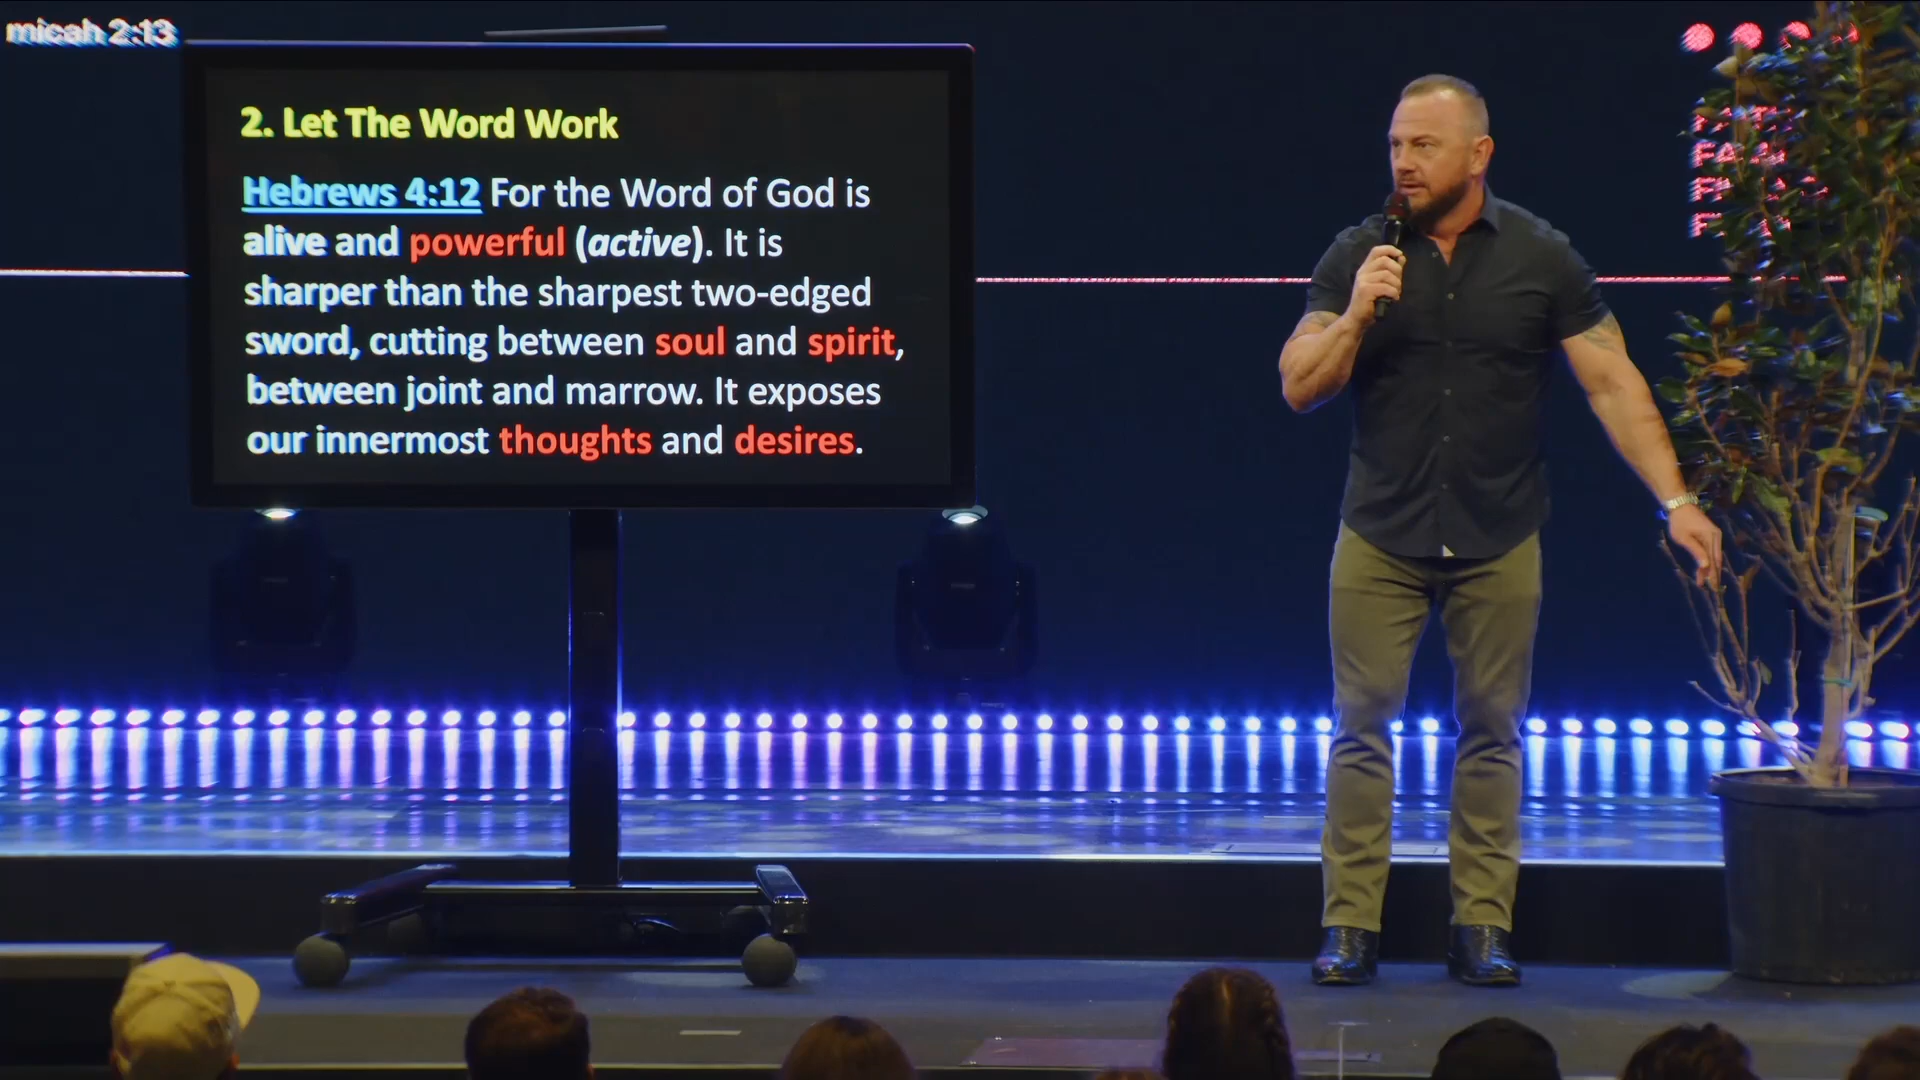 micah 2:13
2. Let The Word Work
Hebrews 4:12 For the Word of God is
alive and powerful (active). It is
sharper than the sharpest two-edged
sword, cutting between soul and spirit,
between joint and marrow. It exposes
our innermost thoughts and desires.